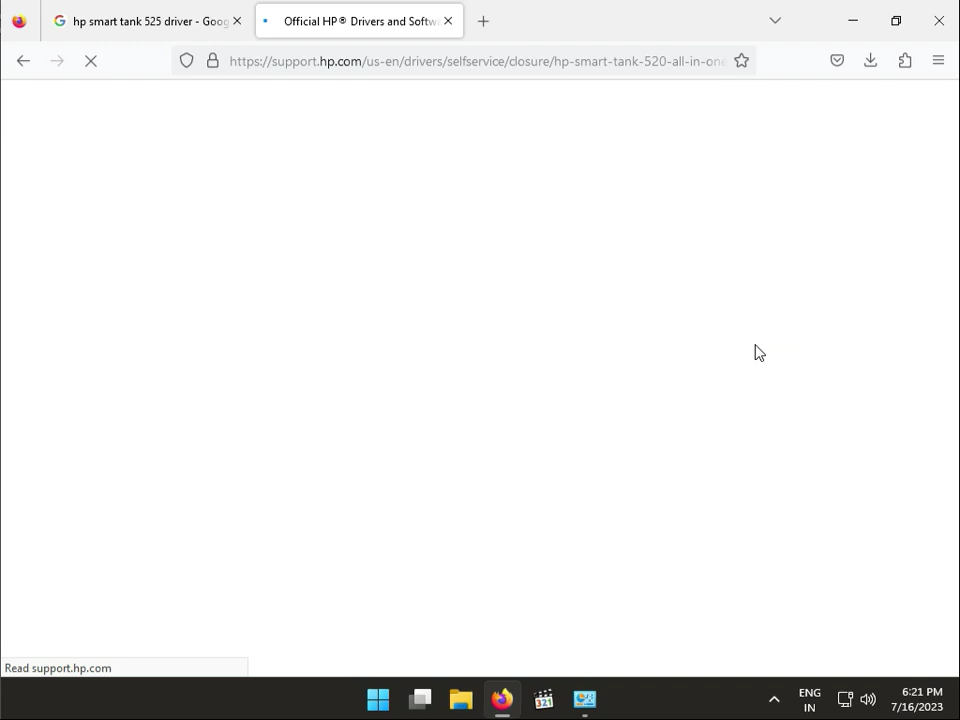 hp smart tank 525 driver - Goog
Official HP® Drivers and Softw
https://support.hp.com/us-en/drivers/selfservice/closure/hp-smart-tank-520-all-in-one
Read support.hp.com
321
ENG
IN
6:21 PM
7/16/2023